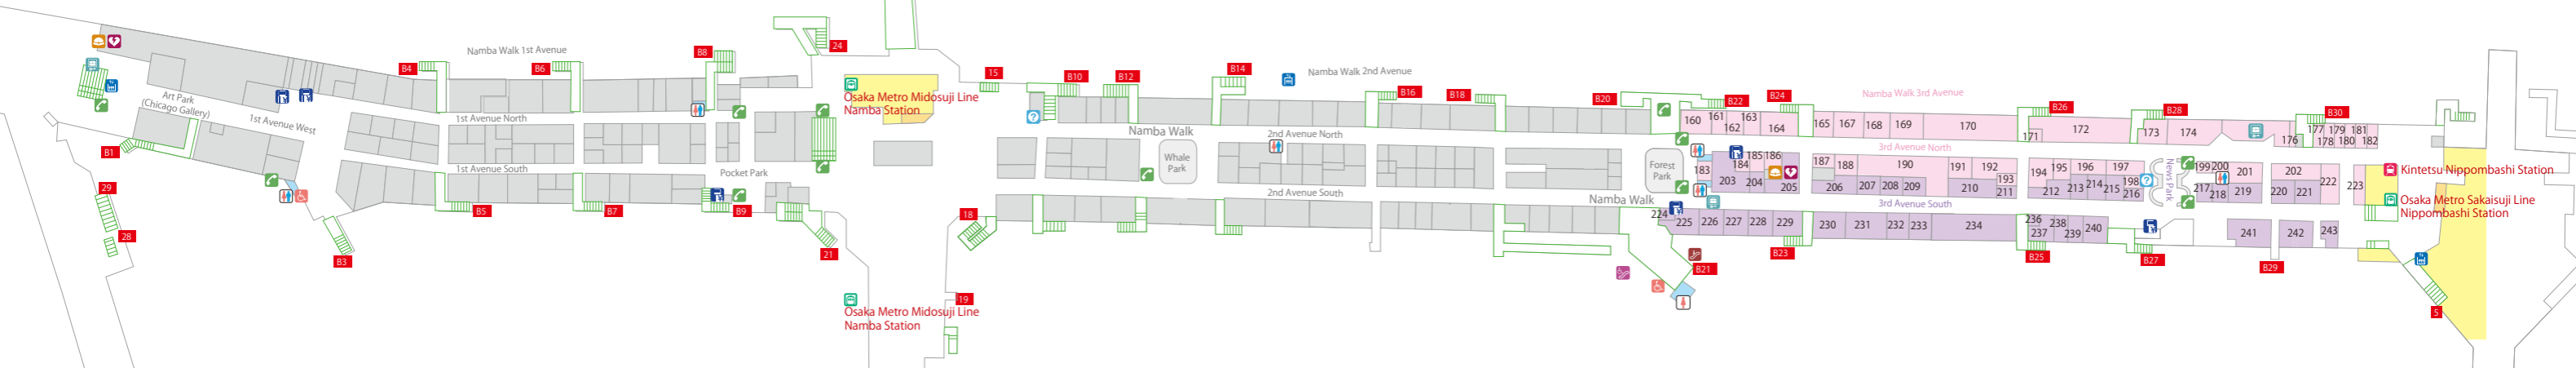 Namba Walk 1st Avenue
Namba Walk 2nd Avenue
Namba Walk 3rd Avenue
B4
B6
B8
24
15
B10
B12
B14
B16
B18
B20
B22
B24
B26
B28
B30
Osaka Metro Midosuji Line
Namba Station
Art Park
(Chicago Gallery)
1st Avenue West
1st Avenue North
1st Avenue South
Pocket Park
Namba Walk
Whale
Park
2nd Avenue North
2nd Avenue South
Forest
Park
Namba Walk
3rd Avenue North
3rd Avenue South
News Park
160
161
162
163
164
165
167
168
169
170
171
172
173
174
176
177
179
181
178
180
182
183
184
185
186
187
188
190
191
192
193
194
195
196
197
198
199
200
201
202
222
223
203
204
205
206
207
208
209
210
211
212
213
214
215
216
217
218
219
220
221
224
225
226
227
228
229
230
231
232
233
234
236
237
238
239
240
241
242
243
Kintetsu Nippombashi Station
Osaka Metro Sakaisuji Line
Nippombashi Station
B1
29
28
B3
B5
B7
B9
21
18
19
B21
B23
B25
B27
B29
5
Osaka Metro Midosuji Line
Namba Station